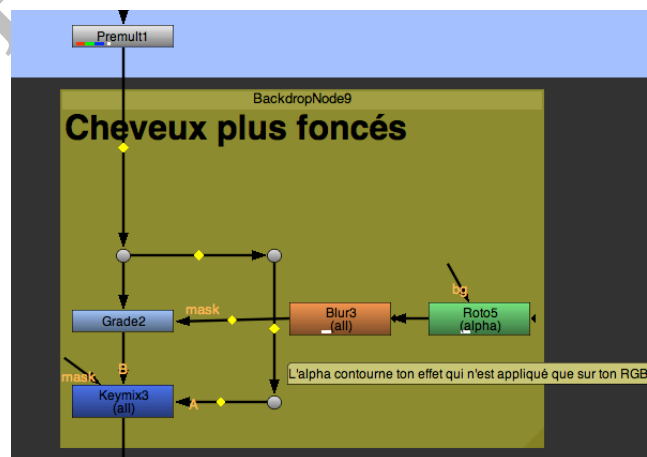 Premult1
BackdropNode9
Cheveux plus foncés
bg
mask
Grade2
Blur3
(all)
Roto5
(alpha)
B
L'alpha contourne ton effet qui n'est appliqué que sur ton RGB
mask
Keymix3
(all)
A